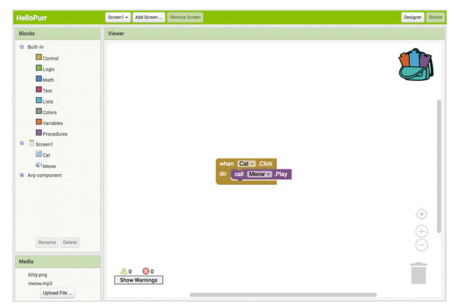 HelloPurr
Screen1 Add Screen ... Remove Screen
Designer Blocks
Blocks
Built-in
Control
Logic
Math
Text
Lists
Colors
Variables
Procedures
Screen1
Cat
Meow
Any component
Rename Delete
Media
kitty.png
meow.mp3
Upload File ...
Viewer
when Cat .Click
do call Meow .Play
0 0
Show Warnings